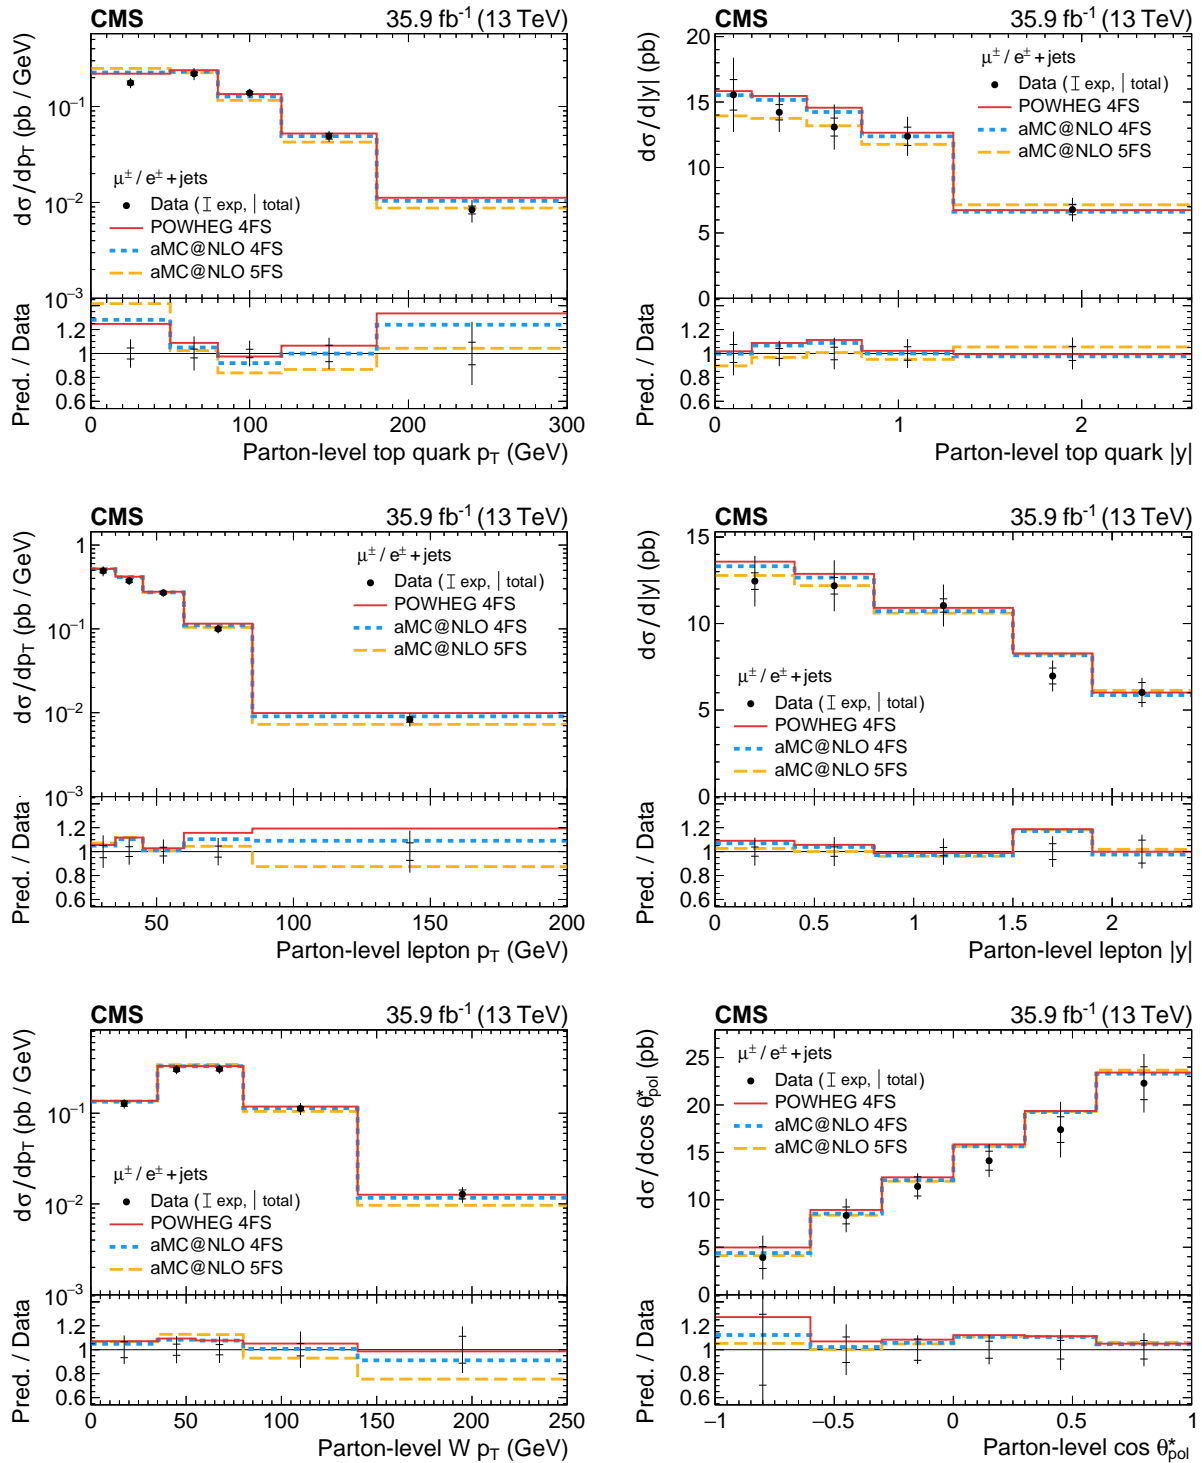 CMS 35.9 fb⁻¹ (13 TeV)
dσ/dp_T (pb / GeV)
10⁻¹
10⁻²
10⁻³
μ± / e± + jets
Data (I exp, | total)
POWHEG 4FS
aMC@NLO 4FS
aMC@NLO 5FS
Pred. / Data
1.2
1
0.8
0.6
0 100 200 300
Parton-level top quark p_T (GeV)
CMS 35.9 fb⁻¹ (13 TeV)
dσ/d|y| (pb)
20
15
10
5
0
μ± / e± + jets
Data (I exp, | total)
POWHEG 4FS
aMC@NLO 4FS
aMC@NLO 5FS
Pred. / Data
1.2
1
0.8
0.6
0 1 2
Parton-level top quark |y|
CMS 35.9 fb⁻¹ (13 TeV)
dσ/dp_T (pb / GeV)
1
10⁻¹
10⁻²
10⁻³
μ± / e± + jets
Data (I exp, | total)
POWHEG 4FS
aMC@NLO 4FS
aMC@NLO 5FS
Pred. / Data
1.2
1
0.8
0.6
50 100 150 200
Parton-level lepton p_T (GeV)
CMS 35.9 fb⁻¹ (13 TeV)
dσ/d|y| (pb)
15
10
5
0
μ± / e± + jets
Data (I exp, | total)
POWHEG 4FS
aMC@NLO 4FS
aMC@NLO 5FS
Pred. / Data
1.2
1
0.8
0.6
0 0.5 1 1.5 2
Parton-level lepton |y|
CMS 35.9 fb⁻¹ (13 TeV)
dσ/dp_T (pb / GeV)
10⁻¹
10⁻²
10⁻³
μ± / e± + jets
Data (I exp, | total)
POWHEG 4FS
aMC@NLO 4FS
aMC@NLO 5FS
Pred. / Data
1.2
1
0.8
0.6
0 50 100 150 200 250
Parton-level W p_T (GeV)
CMS 35.9 fb⁻¹ (13 TeV)
dσ/dcos θ*_pol (pb)
25
20
15
10
5
0
μ± / e± + jets
Data (I exp, | total)
POWHEG 4FS
aMC@NLO 4FS
aMC@NLO 5FS
Pred. / Data
1.2
1
0.8
0.6
−1 −0.5 0 0.5 1
Parton-level cos θ*_pol